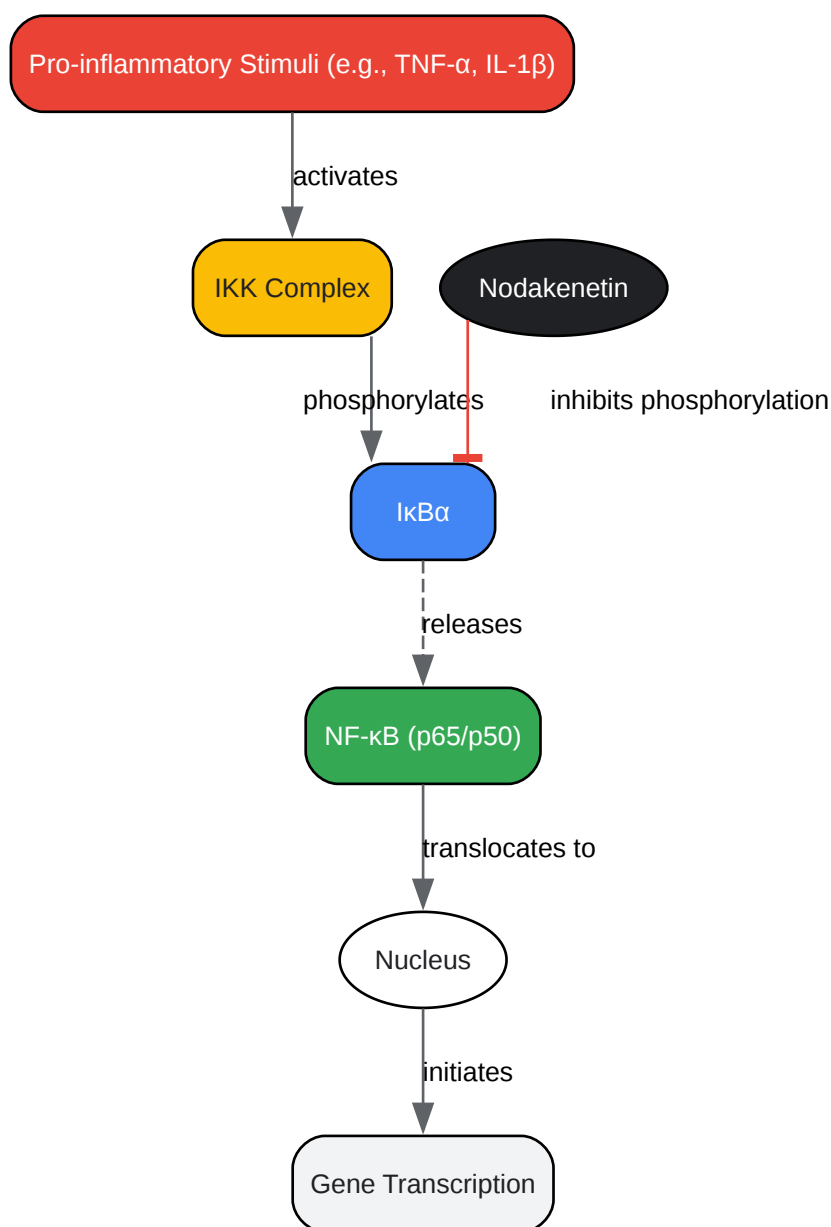 Pro-inflammatory Stimuli (e.g., TNF-α, IL-1β)
activates
IKK Complex
Nodakenetin
phosphorylates
inhibits phosphorylation
IκBα
releases
NF-κB (p65/p50)
translocates to
Nucleus
initiates
Gene Transcription